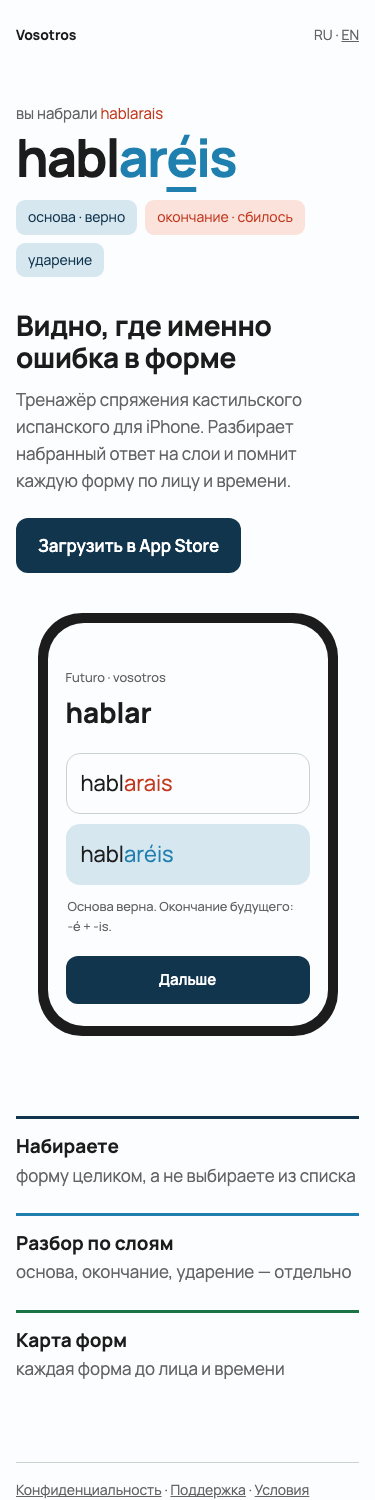 Vosotros
RU · EN
вы набрали hablarais
hablaréis
основа · верно
окончание · сбилось
ударение
Видно, где именно
ошибка в форме
Тренажёр спряжения кастильского
испанского для iPhone. Разбирает
набранный ответ на слои и помнит
каждую форму по лицу и времени.
Загрузить в App Store
Futuro · vosotros
hablar
hablarais
hablaréis
Основа верна. Окончание будущего:
-é + -is.
Дальше
Набираете
форму целиком, а не выбираете из списка
Разбор по слоям
основа, окончание, ударение — отдельно
Карта форм
каждая форма до лица и времени
Конфиденциальность · Поддержка · Условия